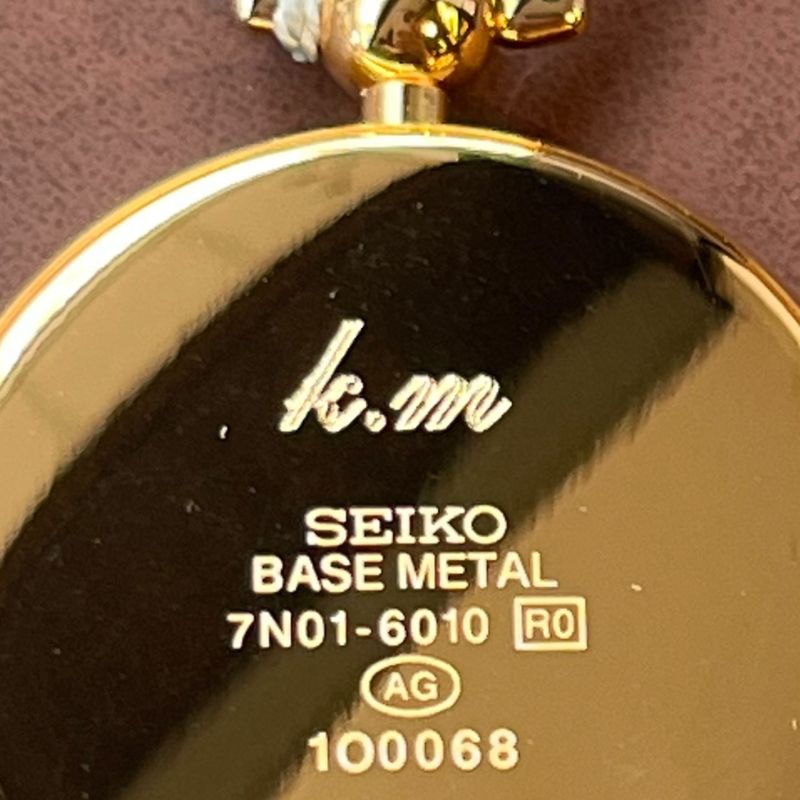 k.m
SEIKO
BASE METAL
7N01-6010 R0
AG
100068